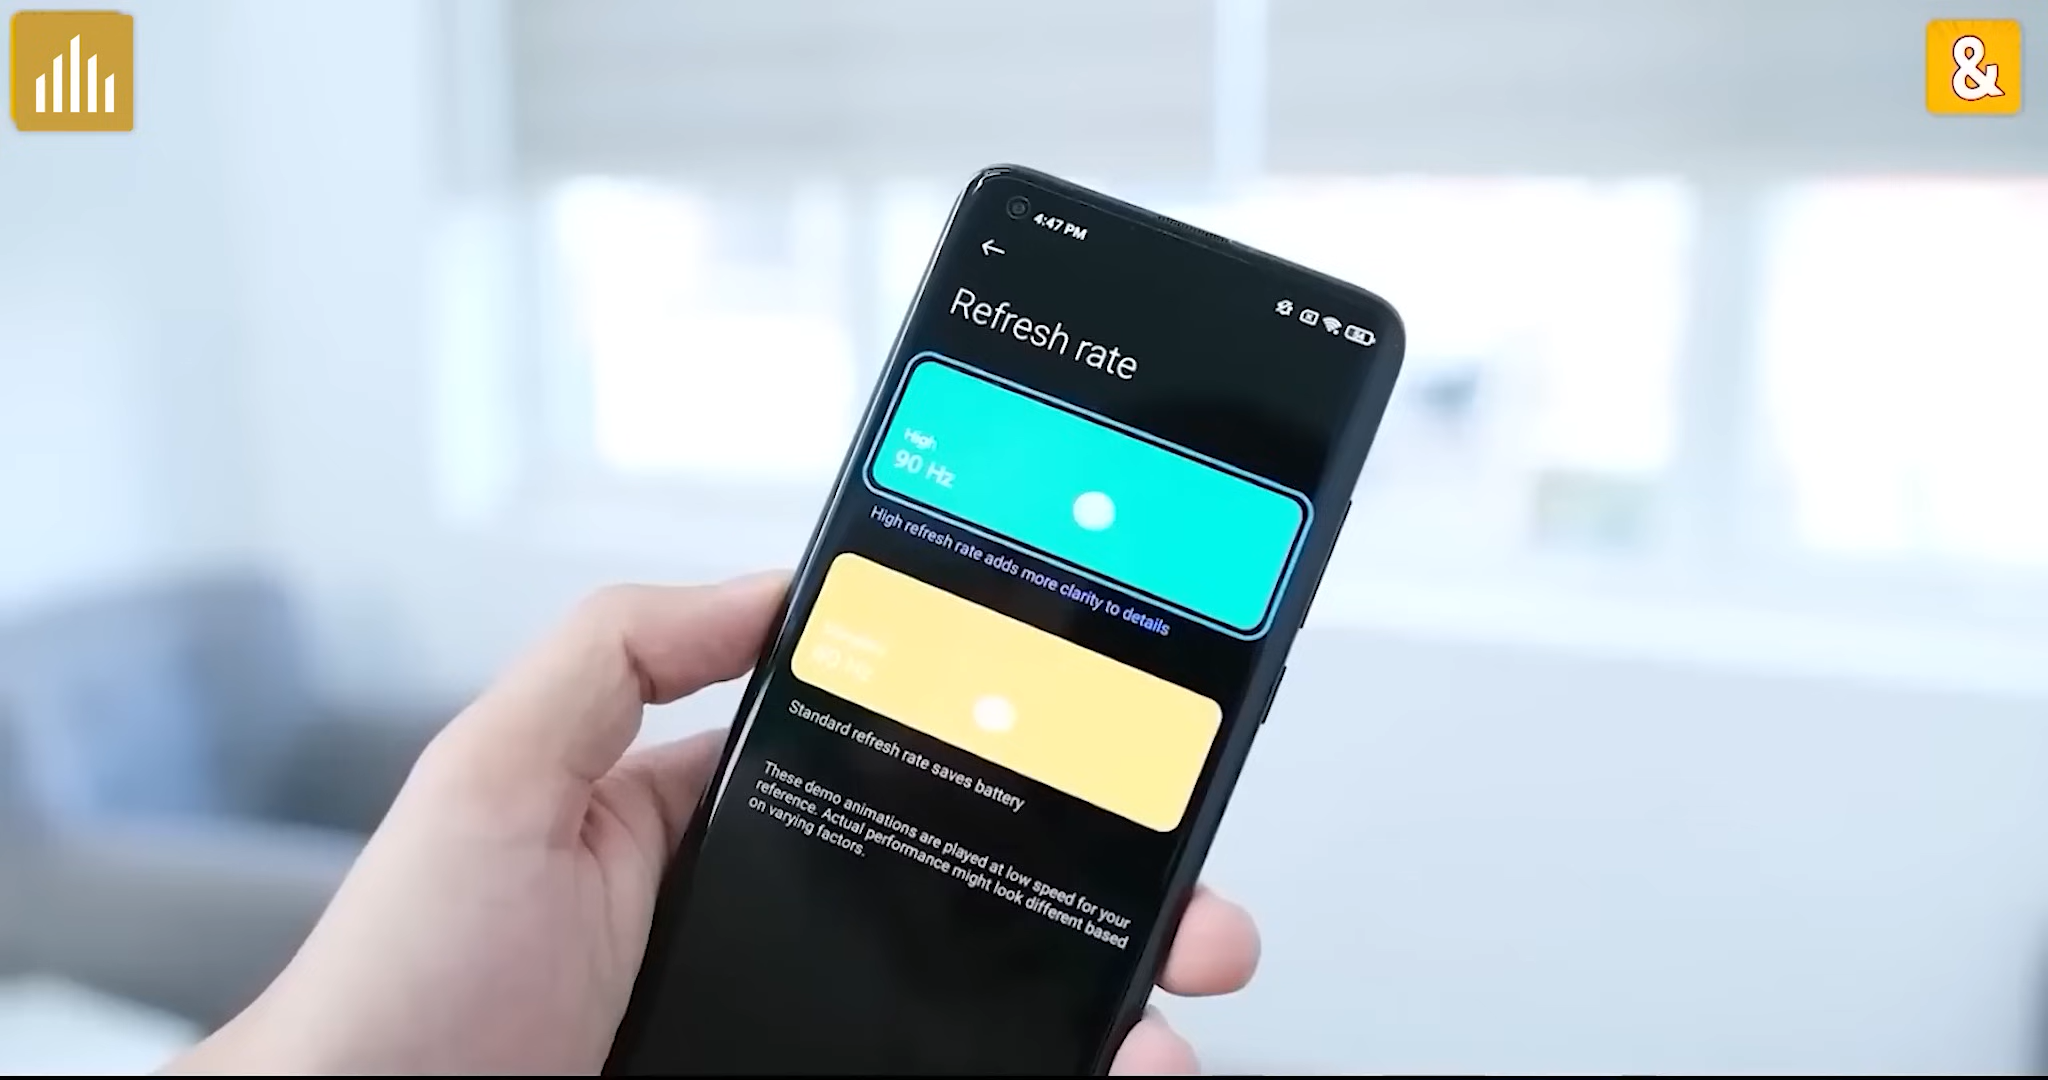 &
4:47 PM
Refresh rate
High
90 Hz
High refresh rate adds more clarity to details
Standard refresh rate saves battery
These demo animations are played at low speed for your
reference. Actual performance might look different based
on varying factors.